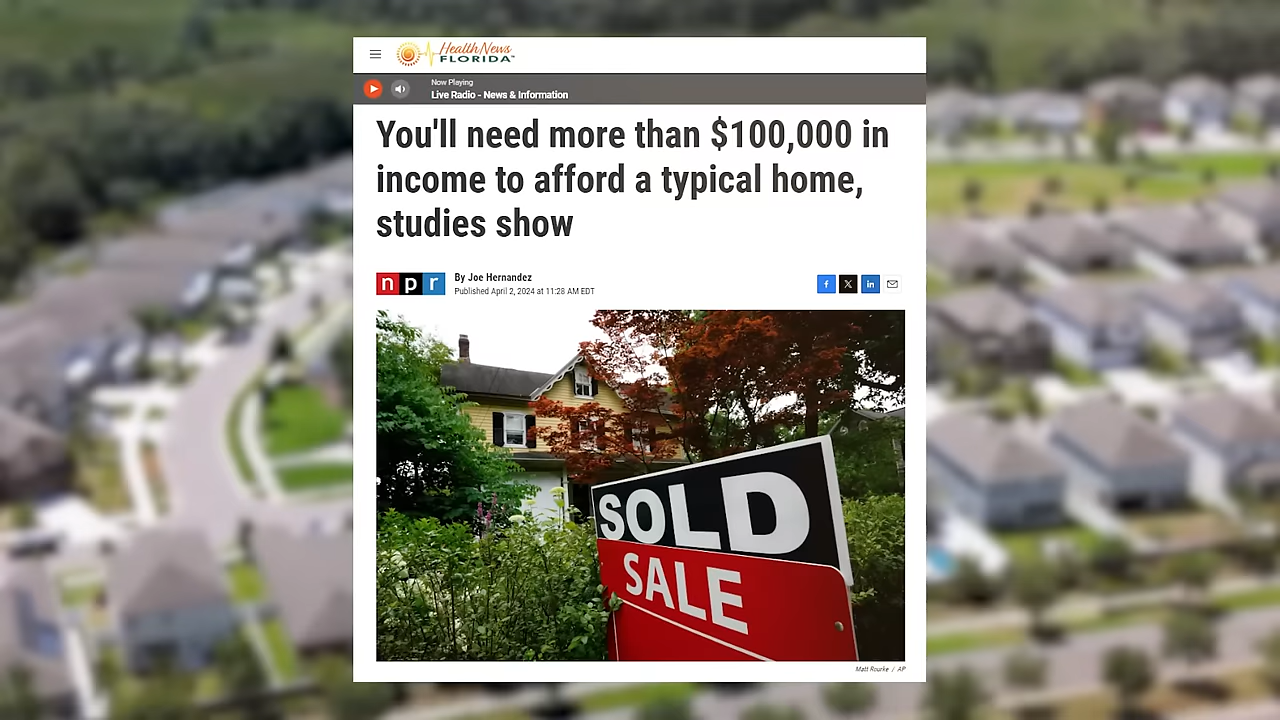 Health News
FLORIDA
Now Playing
Live Radio - News & Information
You'll need more than $100,000 in
income to afford a typical home,
studies show
npr
By Joe Hernandez
Published April 2, 2024 at 11:28 AM EDT
SOLD
SALE
Matt Rourke / AP